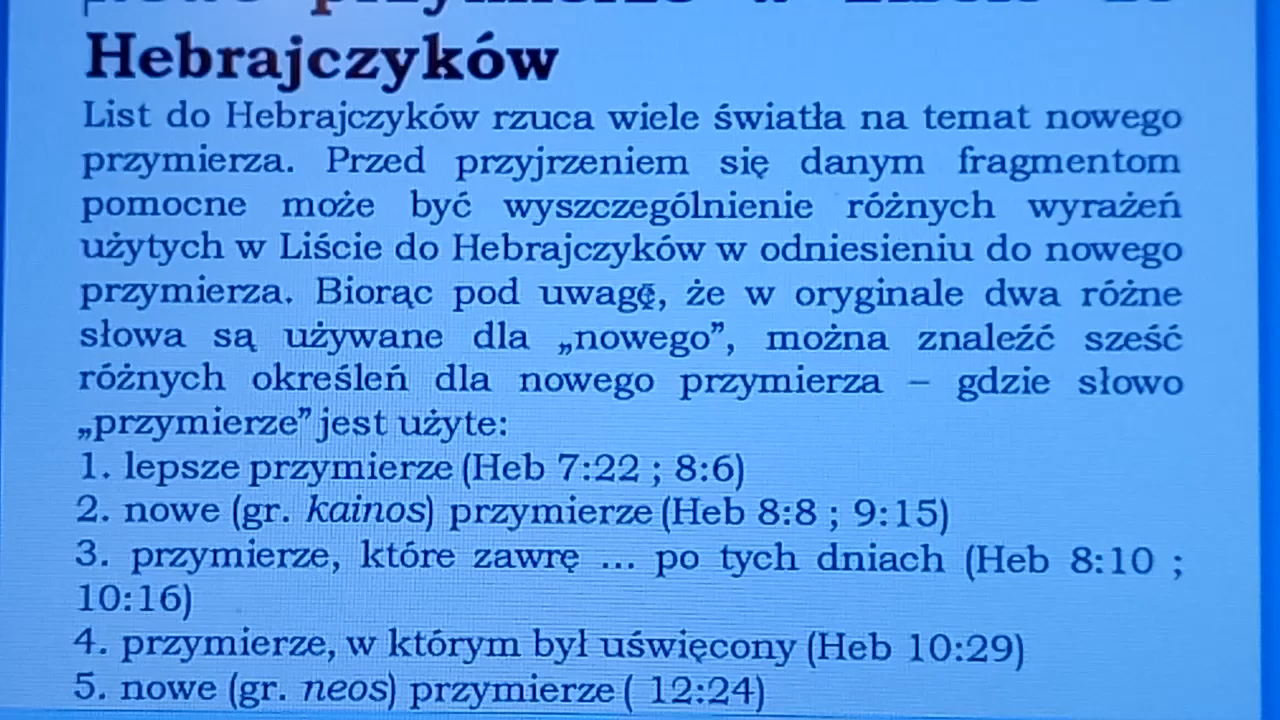 Hebrajczyków
List do Hebrajczyków rzuca wiele światła na temat nowego
przymierza. Przed przyjrzeniem się danym fragmentom
pomocne może być wyszczególnienie różnych wyrażeń
użytych w Liście do Hebrajczyków w odniesieniu do nowego
przymierza. Biorąc pod uwagę, że w oryginale dwa różne
słowa są używane dla „nowego”, można znaleźć sześć
różnych określeń dla nowego przymierza – gdzie słowo
„przymierze” jest użyte:
1. lepsze przymierze (Heb 7:22 ; 8:6)
2. nowe (gr. kainos) przymierze (Heb 8:8 ; 9:15)
3. przymierze, które zawrę ... po tych dniach (Heb 8:10 ;
10:16)
4. przymierze, w którym był uświęcony (Heb 10:29)
5. nowe (gr. neos) przymierze ( 12:24)